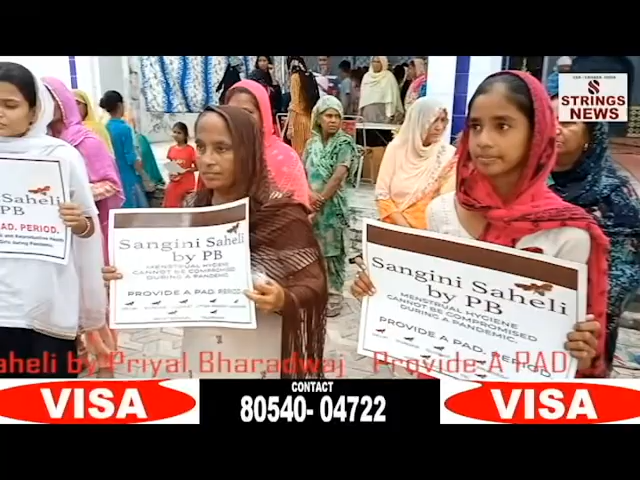 STRINGS
NEWS
Saheli
PB
AD. PERIOD.
Sangini Saheli
by PB
MENSTRUAL HYGIENE
CANNOT BE COMPROMISED
DURING A PANDEMIC.
PROVIDE A PAD. PERIOD.
Sangini Saheli
by PB
MENSTRUAL HYGIENE
CANNOT BE COMPROMISED
DURING A PANDEMIC.
PROVIDE A PAD. PERIOD.
aheli by Priyal Bharadwaj Provide A PAD
VISA
CONTACT
80540- 04722
VISA